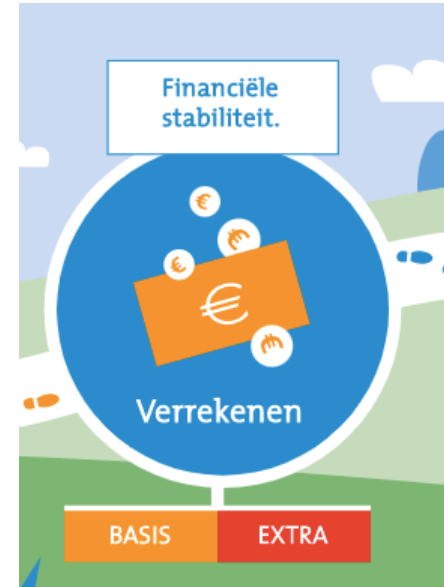 Financiële
stabiliteit.
€
€
€
€
€
Verrekenen
BASIS EXTRA